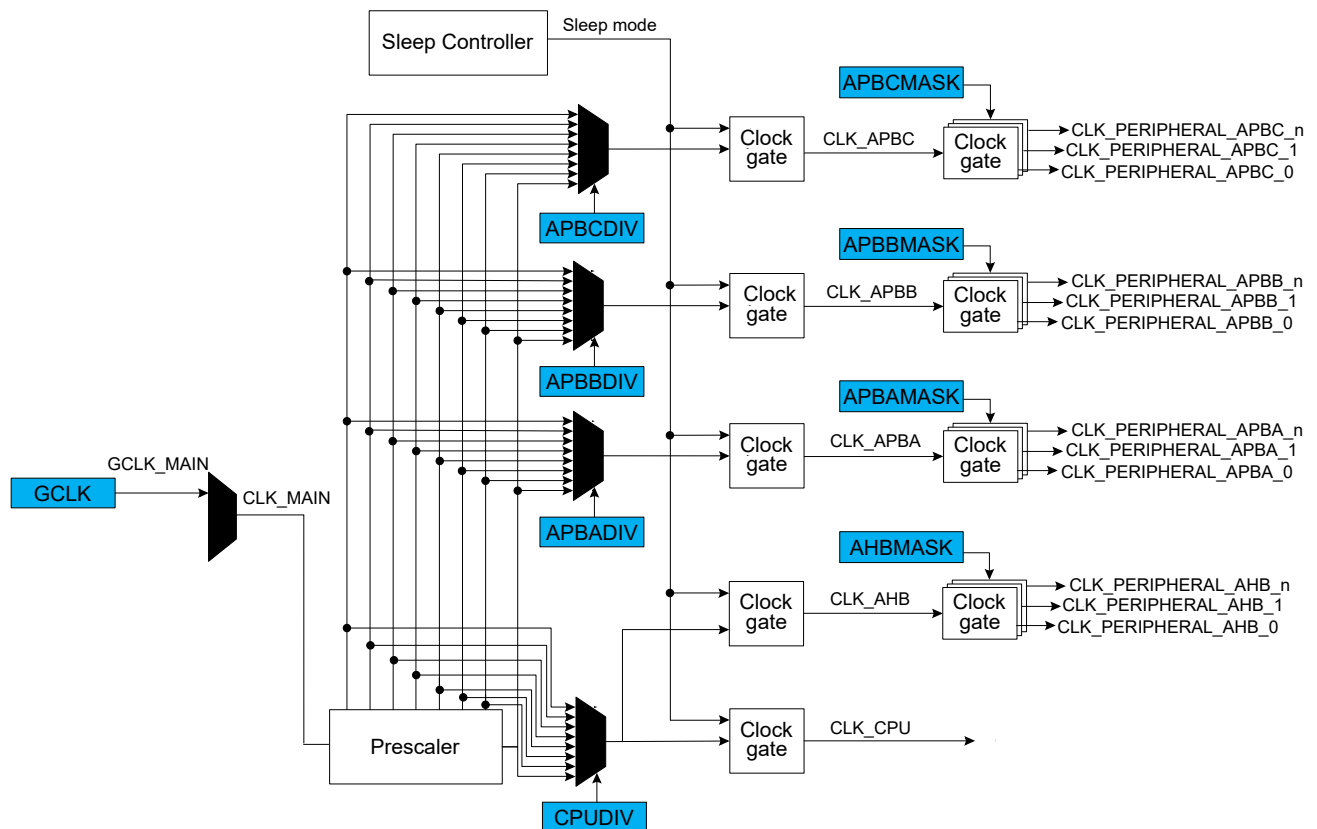 Sleep Controller
Sleep mode
APBCMASK
Clock
gate
CLK_APBC
Clock
gate
CLK_PERIPHERAL_APBC_n
CLK_PERIPHERAL_APBC_1
CLK_PERIPHERAL_APBC_0
APBCDIV
APBBMASK
Clock
gate
CLK_APBB
Clock
gate
CLK_PERIPHERAL_APBB_n
CLK_PERIPHERAL_APBB_1
CLK_PERIPHERAL_APBB_0
APBBDIV
APBAMASK
Clock
gate
CLK_APBA
Clock
gate
CLK_PERIPHERAL_APBA_n
CLK_PERIPHERAL_APBA_1
CLK_PERIPHERAL_APBA_0
GCLK
GCLK_MAIN
CLK_MAIN
APBADIV
AHBMASK
Clock
gate
CLK_AHB
Clock
gate
CLK_PERIPHERAL_AHB_n
CLK_PERIPHERAL_AHB_1
CLK_PERIPHERAL_AHB_0
Prescaler
Clock
gate
CLK_CPU
CPUDIV